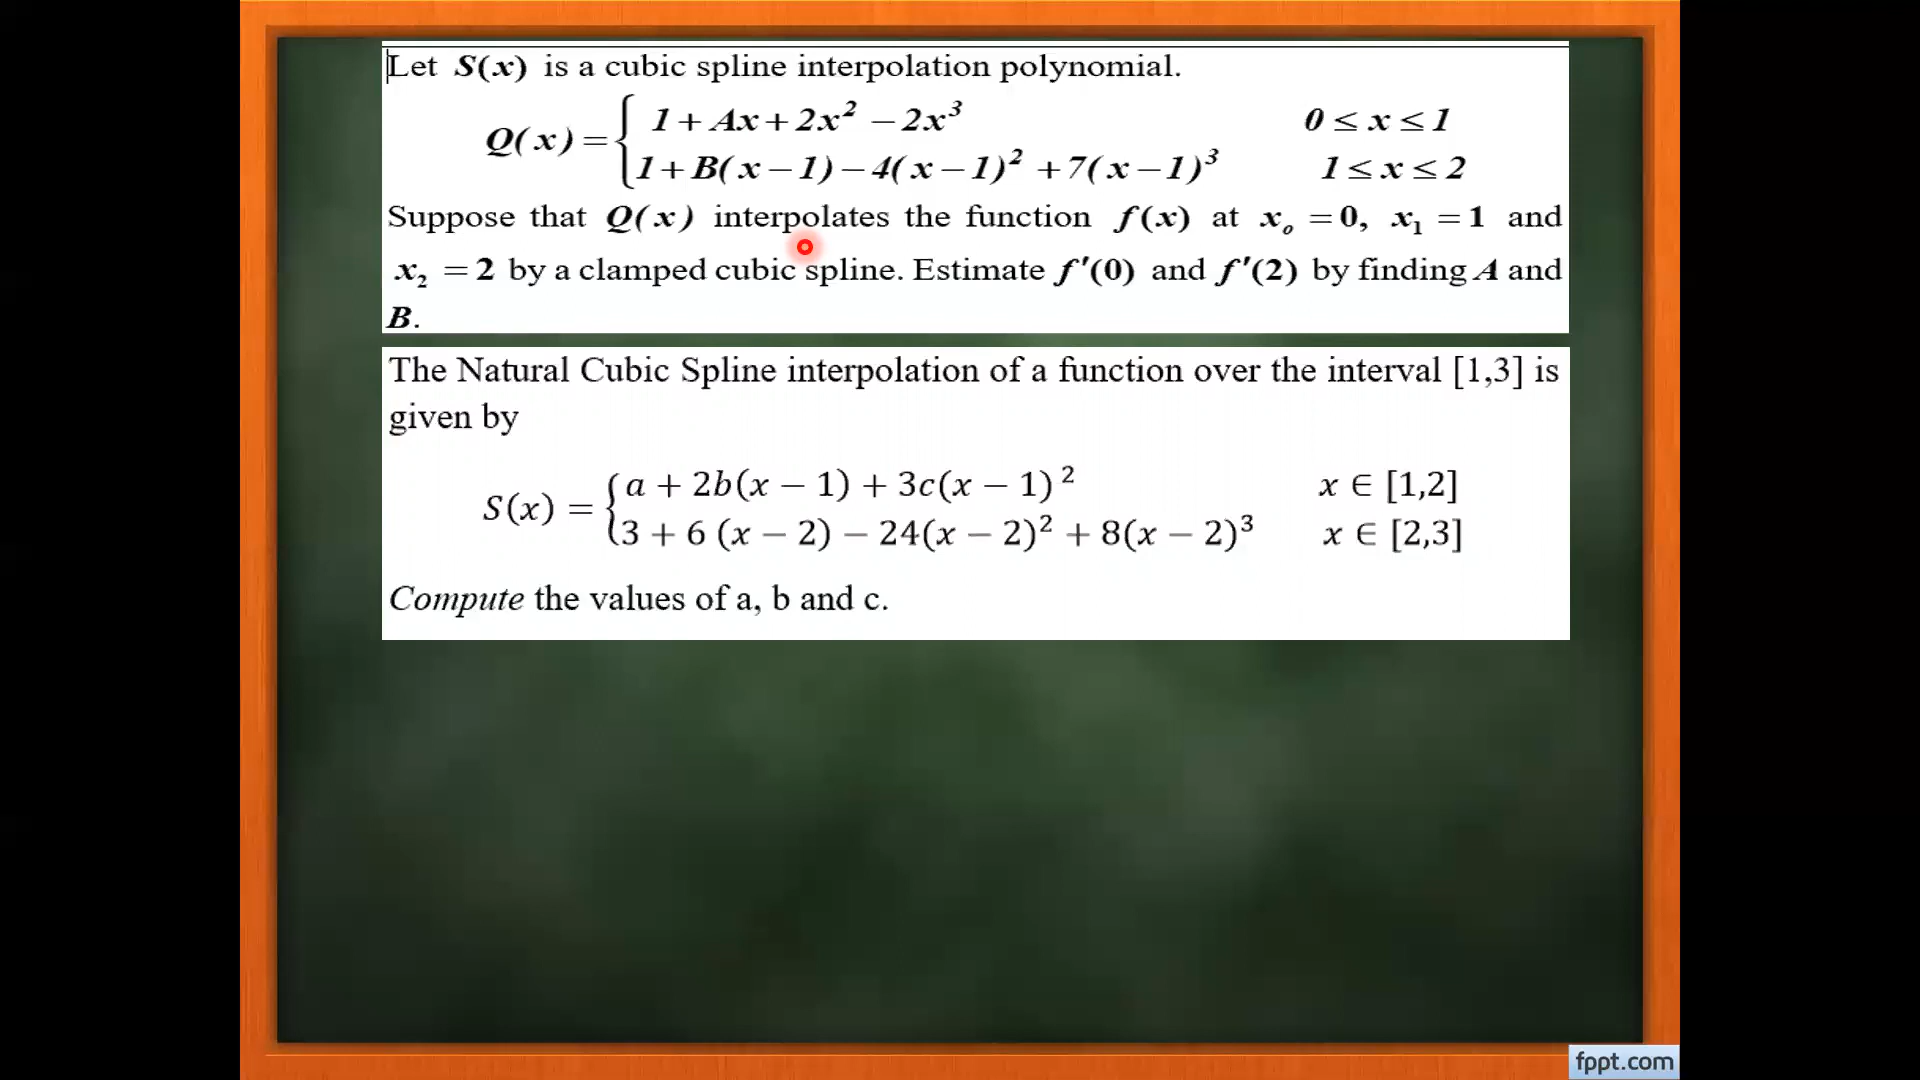 Let S(x) is a cubic spline interpolation polynomial.
Q(x) = { 1 + Ax + 2x² − 2x³ 0 ≤ x ≤ 1
1 + B(x − 1) − 4(x − 1)² + 7(x − 1)³ 1 ≤ x ≤ 2
Suppose that Q(x) interpolates the function f(x) at xₒ = 0, x₁ = 1 and
x₂ = 2 by a clamped cubic spline. Estimate f′(0) and f′(2) by finding A and
B.
The Natural Cubic Spline interpolation of a function over the interval [1,3] is
given by
S(x) = { a + 2b(x − 1) + 3c(x − 1)² x ∈ [1,2]
3 + 6 (x − 2) − 24(x − 2)² + 8(x − 2)³ x ∈ [2,3]
Compute the values of a, b and c.
fppt.com